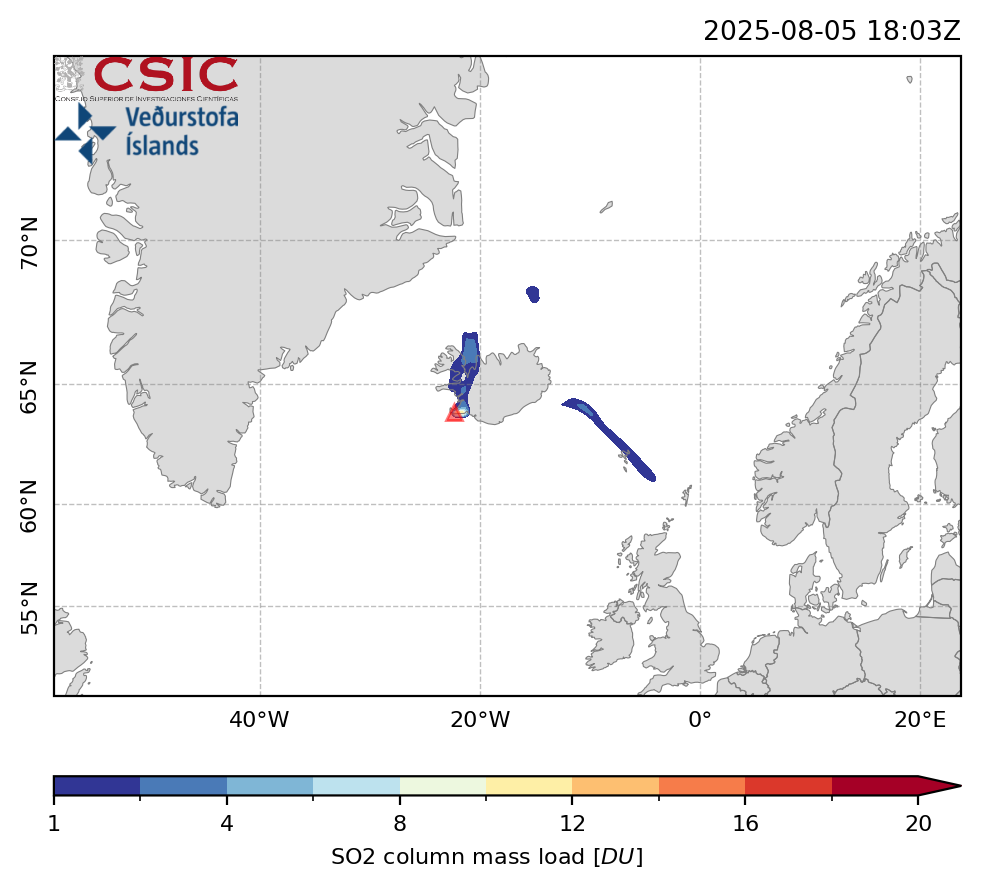 2025-08-05 18:03Z
CSIC
CONSEJO SUPERIOR DE INVESTIGACIONES CIENTÍFICAS
Veðurstofa
Íslands
70°N
65°N
60°N
55°N
40°W 20°W 0° 20°E
1 4 8 12 16 20
SO2 column mass load [DU]